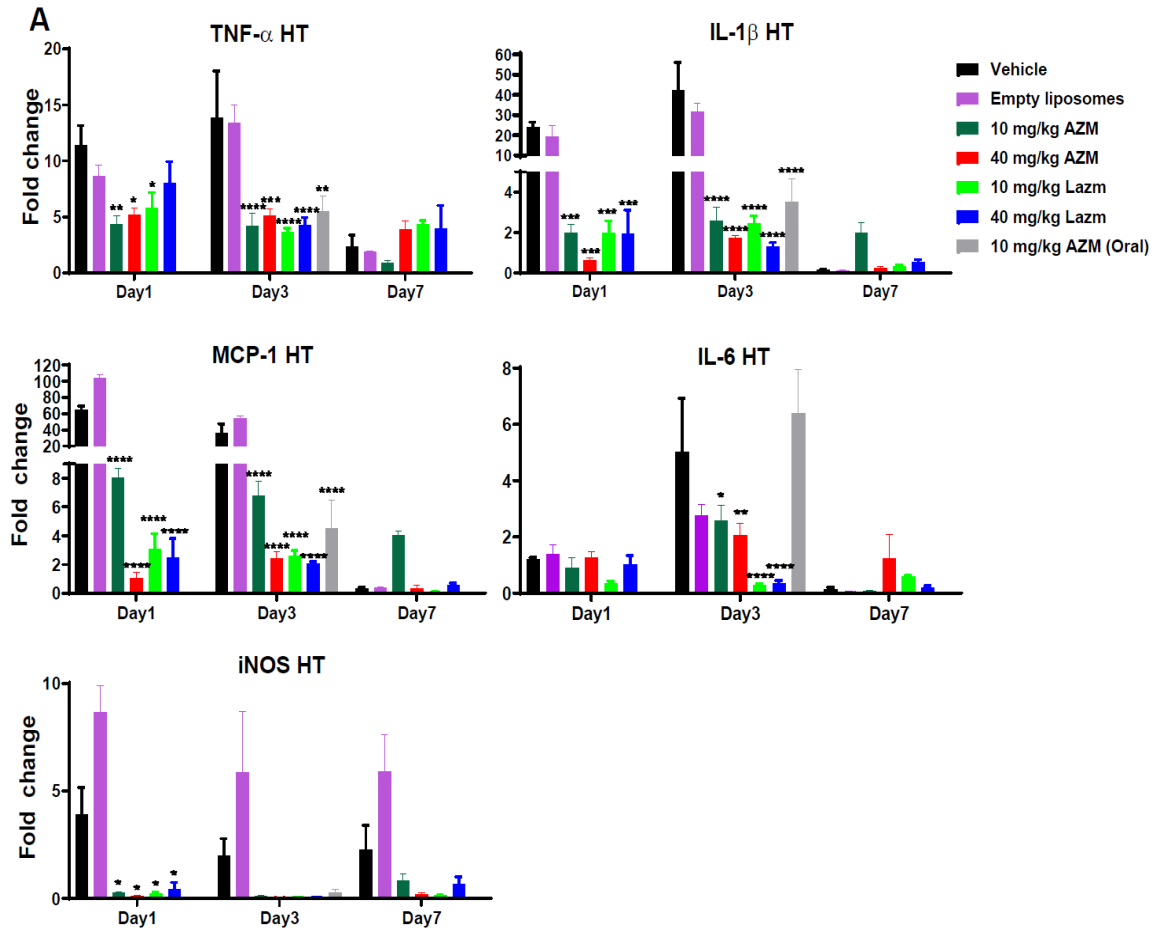 A
TNF-α HT
Fold change
20
15
10
5
0
** * *
**** *** **** **** **
Day1 Day3 Day7
IL-1β HT
60
50
40
30
20
10
4
2
0
*** *** *** ***
**** **** **** **** ****
Day1 Day3 Day7
Vehicle
Empty liposomes
10 mg/kg AZM
40 mg/kg AZM
10 mg/kg Lazm
40 mg/kg Lazm
10 mg/kg AZM (Oral)
MCP-1 HT
Fold change
120
100
80
60
40
20
8
6
4
2
0
**** **** **** ****
**** **** **** **** ****
Day1 Day3 Day7
IL-6 HT
8
6
4
2
0
* ** **** ****
Day1 Day3 Day7
iNOS HT
Fold change
10
5
0
* * * *
Day1 Day3 Day7